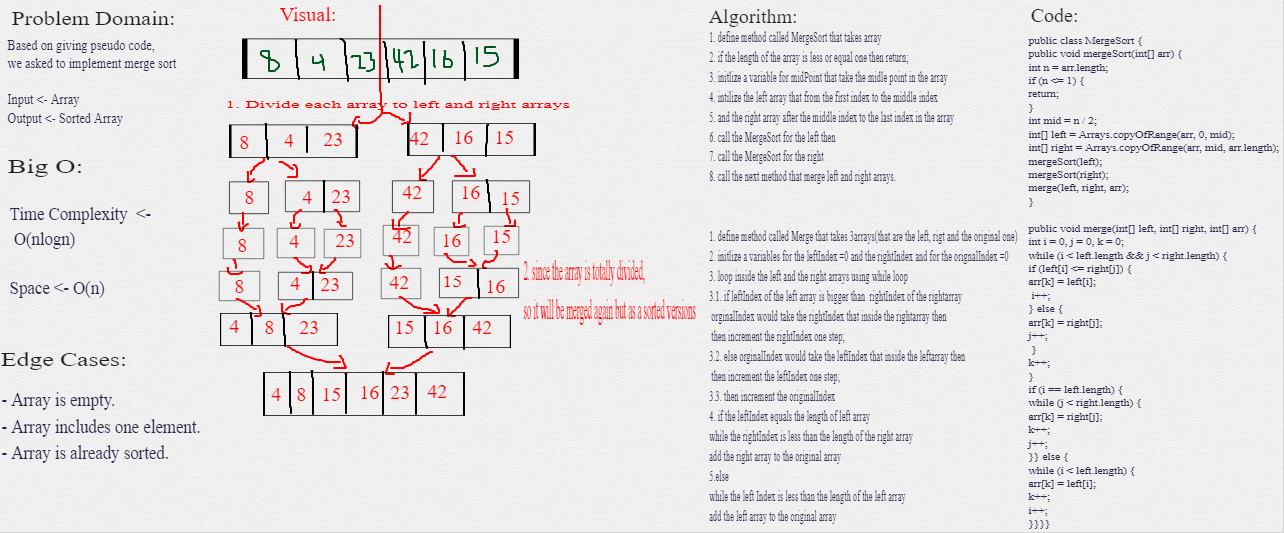 Problem Domain:
Based on giving pseudo code,
we asked to implement merge sort
Input <- Array
Output <- Sorted Array
Big O:
Time Complexity <-
O(nlogn)
Space <- O(n)
Edge Cases:
- Array is empty.
- Array includes one element.
- Array is already sorted.
Visual:
8 4 23 42 16 15
1. Divide each array to left and right arrays
8 4 23 42 16 15
8 4 23 42 16 15
8 4 23 42 16 15
8 4 23 42 15 16
4 8 23 15 16 42
4 8 15 16 23 42
2. since the array is totally divided,
so it will be merged again but as a sorted versions
Algorithm:
1. define method called MergeSort that takes array
2. if the length of the array is less or equal one then return;
3. initlize a variable for midPoint that take the midle point in the array
4. intilize the left array that from the first index to the middle index
5. and the right array after the middle index to the last index in the array
6. call the MergeSort for the left then
7. call the MergeSort for the right
8. call the next method that merge left and right arrays.
1. define method called Merge that takes 3arrays(that are the left, rigt and the original one)
2. initlize a variables for the leftIndex =0 and the rightIndex and for the orignalIndex =0
3. loop inside the left and the right arrays using while loop
3.1. if leftIndex of the left array is bigger than rightIndex of the rightarray
orginalIndex would take the rightIndex that inside the rightarray then
then increment the rightIndex one step;
3.2. else orginalIndex would take the leftIndex that inside the leftarray then
then increment the leftIndex one step;
3.3. then increment the originalIndex
4. if the leftIndex equals the length of left array
while the rightIndex is less than the length of the right array
add the right array to the original array
5.else
while the left Index is less than the length of the left array
add the left array to the original array
Code:
public class MergeSort {
public void mergeSort(int[] arr) {
int n = arr.length;
if (n <= 1) {
return;
}
int mid = n / 2;
int[] left = Arrays.copyOfRange(arr, 0, mid);
int[] right = Arrays.copyOfRange(arr, mid, arr.length);
mergeSort(left);
mergeSort(right);
merge(left, right, arr);
}
public void merge(int[] left, int[] right, int[] arr) {
int i = 0, j = 0, k = 0;
while (i < left.length && j < right.length) {
if (left[i] <= right[j]) {
arr[k] = left[i];
i++;
} else {
arr[k] = right[j];
j++;
}
k++;
}
if (i == left.length) {
while (j < right.length) {
arr[k] = right[j];
k++;
j++;
}} else {
while (i < left.length) {
arr[k] = left[i];
k++;
i++;
}}}}